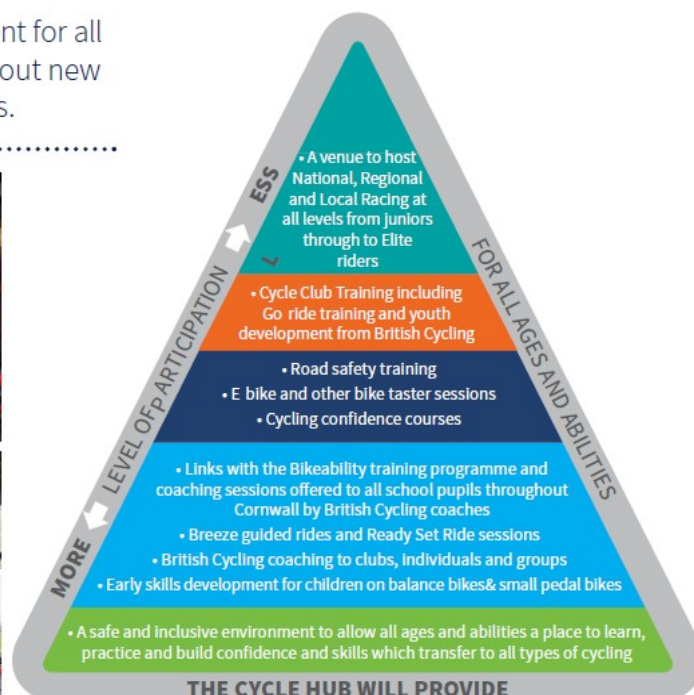 nt for all
out new
s.
• A venue to host
National, Regional
and Local Racing at
all levels from juniors
through to Elite
riders
• Cycle Club Training including
Go ride training and youth
development from British Cycling
• Road safety training
• E bike and other bike taster sessions
• Cycling confidence courses
• Links with the Bikeability training programme and
coaching sessions offered to all school pupils throughout
Cornwall by British Cycling coaches
• Breeze guided rides and Ready Set Ride sessions
• British Cycling coaching to clubs, individuals and groups
• Early skills development for children on balance bikes& small pedal bikes
• A safe and inclusive environment to allow all ages and abilities a place to learn,
practice and build confidence and skills which transfer to all types of cycling
MORE LEVEL OF PARTICIPATION LESS
FOR ALL AGES AND ABILITIES
THE CYCLE HUB WILL PROVIDE